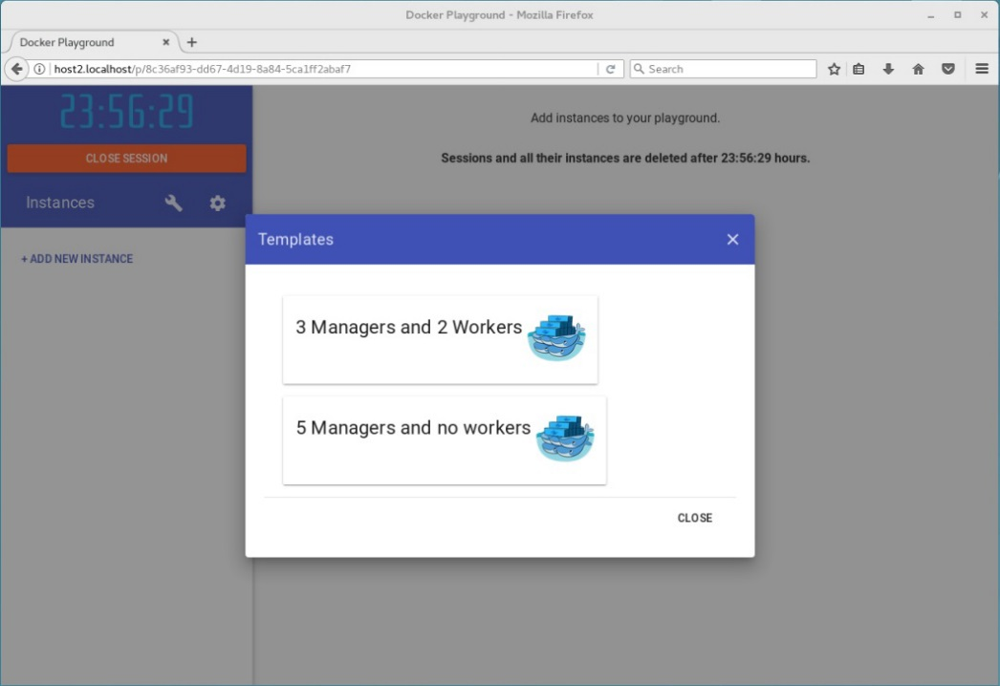 Docker Playground - Mozilla Firefox
Docker Playground
host2.localhost/p/8c36af93-dd67-4d19-8a84-5ca1ff2abaf7
Search
23:56:29
CLOSE SESSION
Instances
+ ADD NEW INSTANCE
Add instances to your playground.
Sessions and all their instances are deleted after 23:56:29 hours.
Templates
3 Managers and 2 Workers
5 Managers and no workers
CLOSE